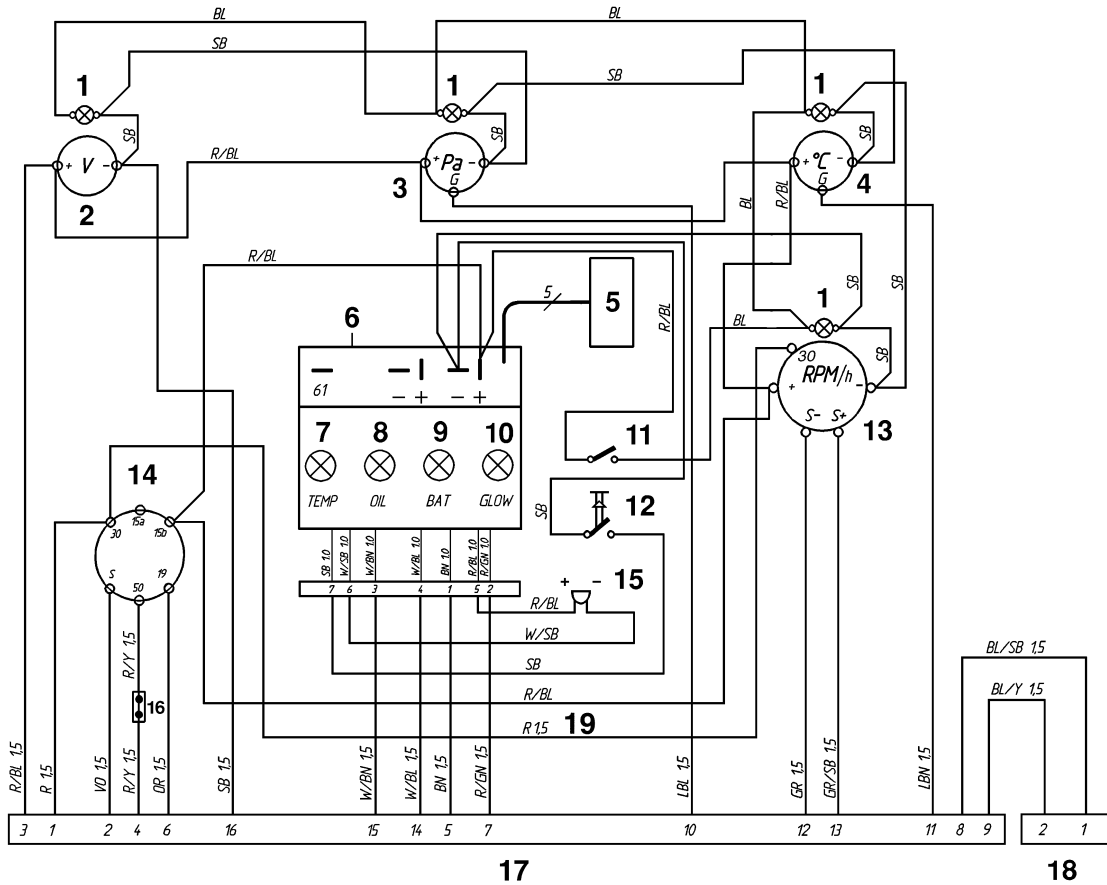 BL
BL
SB
SB
1
1
1
SB
SB
SB
+ V -
R/BL
+ Pa -
G
+ °C -
G
2
3
4
BL
R/BL
R/BL
SB
SB
5
5
R/BL
1
6
BL
SB
30
RPM/h
+ -
S- S+
13
61
- + - +
7 8 9 10
11
TEMP OIL BAT GLOW
14
12
SB
15a
30 15b
S 19
50
SB 1.0
W/SB 1.0
W/BN 1.0
W/BL 1.0
BN 1.0
R/BL 1.0
R/GN 1.0
+ - 15
7 6 3 4 1 5 2
R/BL
W/SB
SB
R/Y 1,5
16
R/BL
R 1,5 19
BL/SB 1,5
BL/Y 1,5
R/BL 1,5
R 1,5
VO 1,5
R/Y 1,5
OR 1,5
SB 1,5
W/BN 1,5
W/BL 1,5
BN 1,5
R/GN 1,5
LBL 1,5
GR 1,5
GR/SB 1,5
LBN 1,5
3 1 2 4 6 16 15 14 5 7 10 12 13 11 8 9 2 1
17 18